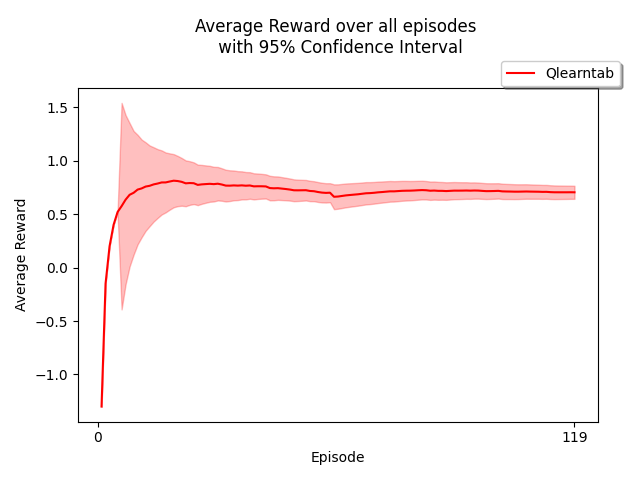 Average Reward over all episodes
with 95% Confidence Interval
Qlearntab
1.5
1.0
0.5
0.0
−0.5
−1.0
Average Reward
0
119
Episode